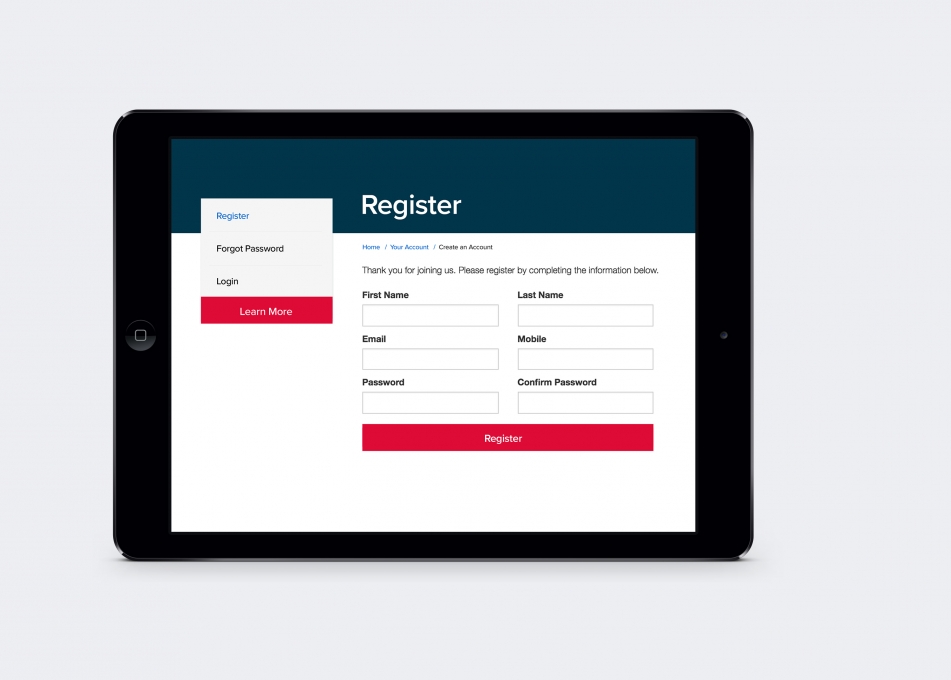 Register
Register
Forgot Password
Login
Learn More
Home / Your Account / Create an Account
Thank you for joining us. Please register by completing the information below.
First Name Last Name
Email Mobile
Password Confirm Password
Register